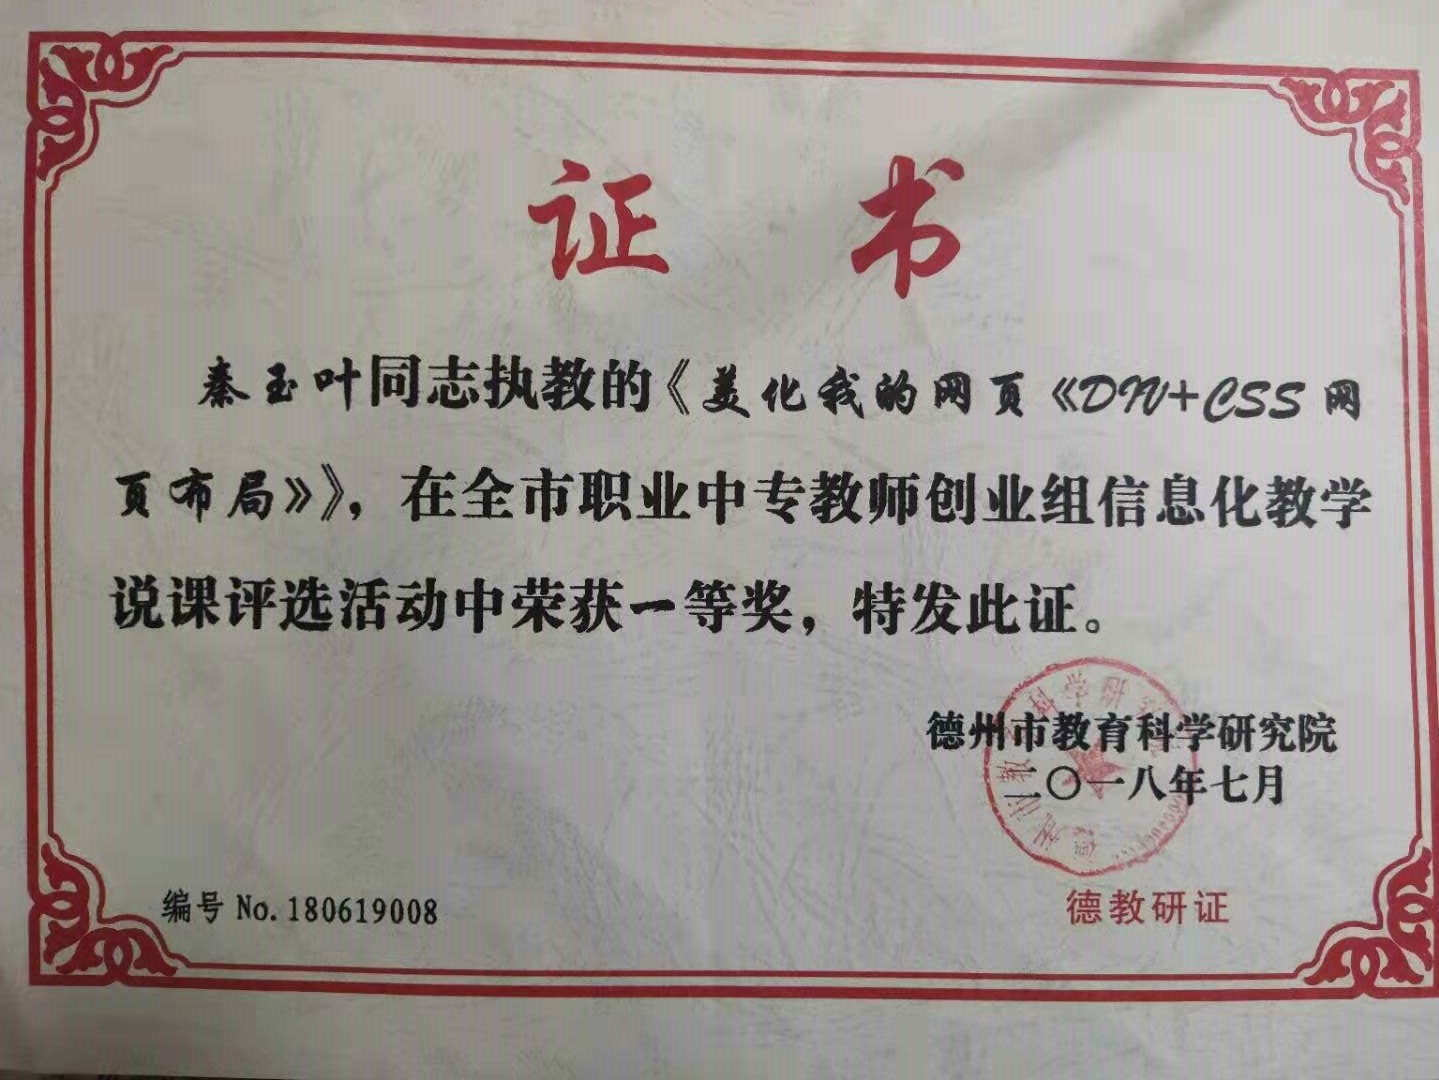 证书
秦玉叶同志执教的《美化我的网页《DIV+CSS网
页布局》》，在全市职业中专教师创业组信息化教学
说课评选活动中荣获一等奖，特发此证。
德州市教育科学研究院
二〇一八年七月
编号 No.180619008
德教研证